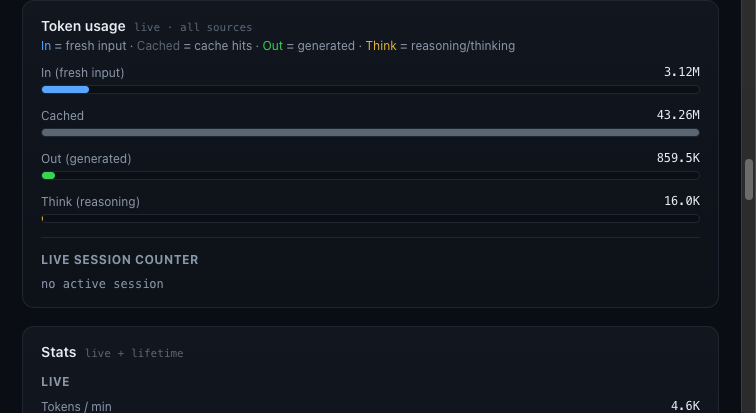 Token usage live · all sources
In = fresh input · Cached = cache hits · Out = generated · Think = reasoning/thinking
In (fresh input) 3.12M
Cached 43.26M
Out (generated) 859.5K
Think (reasoning) 16.0K
LIVE SESSION COUNTER
no active session
Stats live + lifetime
LIVE
Tokens / min 4.6K